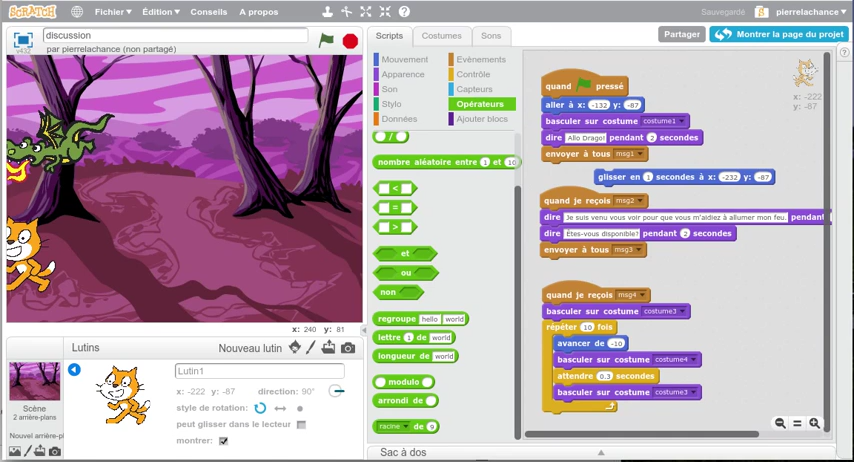 SCRATCH Fichier Édition Conseils A propos Sauvegardé pierrelachance
discussion
par pierrelachance (non partagé)
v432
Scripts Costumes Sons
Partager Montrer la page du projet
Mouvement Evènements
Apparence Contrôle
Son Capteurs
Stylo Opérateurs
Données Ajouter blocs
/
nombre aléatoire entre 1 et 10
<
=
>
et
ou
non
regroupe hello world
lettre 1 de world
longueur de world
modulo
arrondi de
racine de 9
quand pressé
aller à x: -132 y: -87
basculer sur costume costume1
dire Allo Drago! pendant 2 secondes
envoyer à tous msg1
glisser en 1 secondes à x: -232 y: -87
quand je reçois msg2
dire Je suis venu vous voir pour que vous m'aidiez à allumer mon feu. pendant
dire Êtes-vous disponible? pendant 2 secondes
envoyer à tous msg3
quand je reçois msg4
basculer sur costume costume3
répéter 10 fois
avancer de -10
basculer sur costume costume4
attendre 0.3 secondes
basculer sur costume costume3
x: -222
y: -87
x: 240 y: 81
Lutins Nouveau lutin
Scène
2 arrière-plans
Nouvel arrière-pl
Lutin1
x: -222 y: -87 direction: 90°
style de rotation:
peut glisser dans le lecteur
montrer:
Sac à dos
?